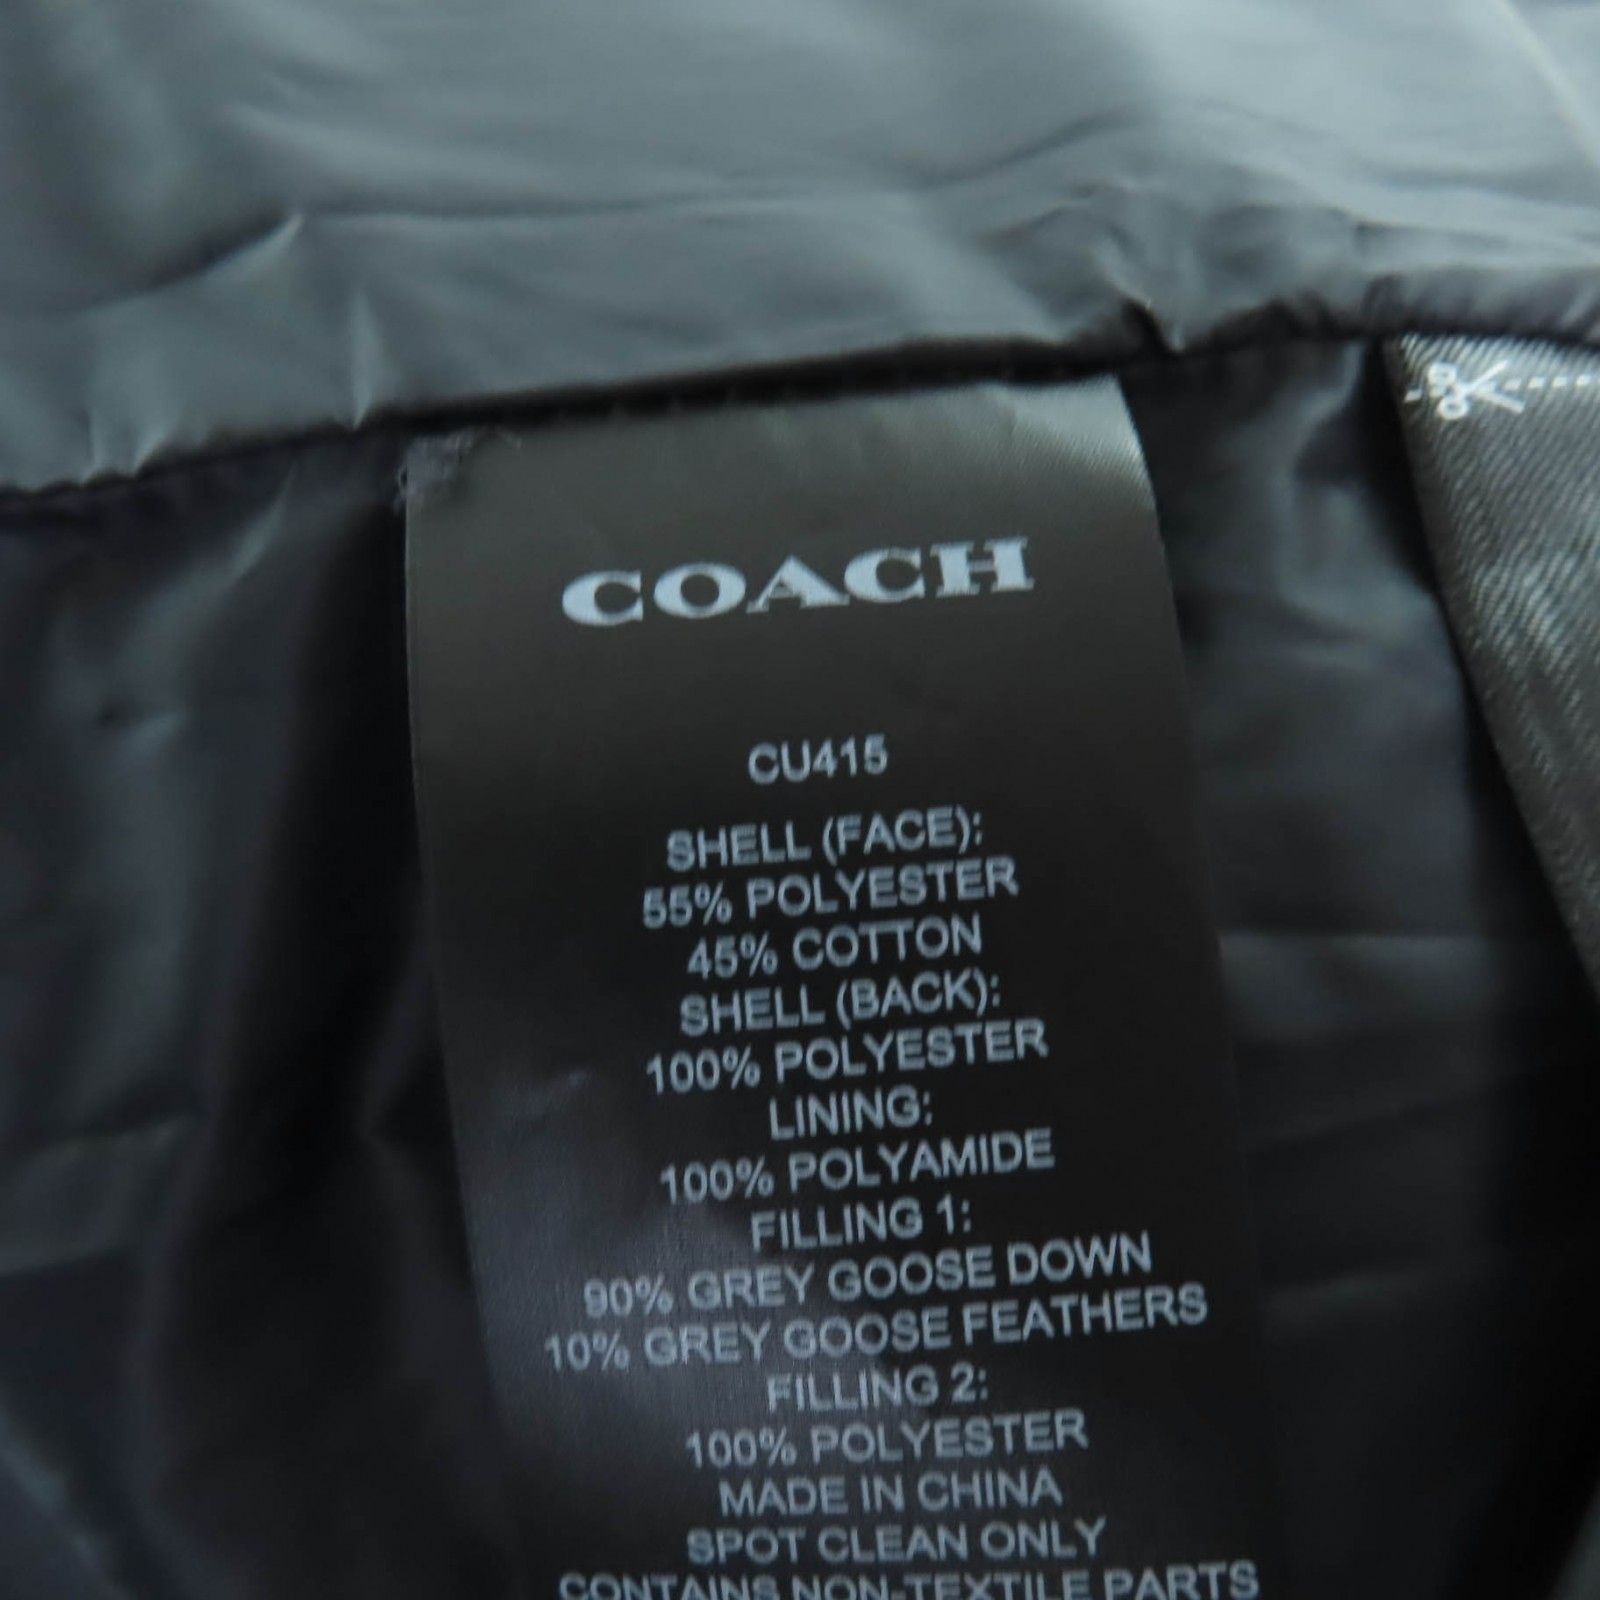 COACH
CU415
SHELL (FACE):
55% POLYESTER
45% COTTON
SHELL (BACK):
100% POLYESTER
LINING:
100% POLYAMIDE
FILLING 1:
90% GREY GOOSE DOWN
10% GREY GOOSE FEATHERS
FILLING 2:
100% POLYESTER
MADE IN CHINA
SPOT CLEAN ONLY
CONTAINS NON-TEXTILE PARTS